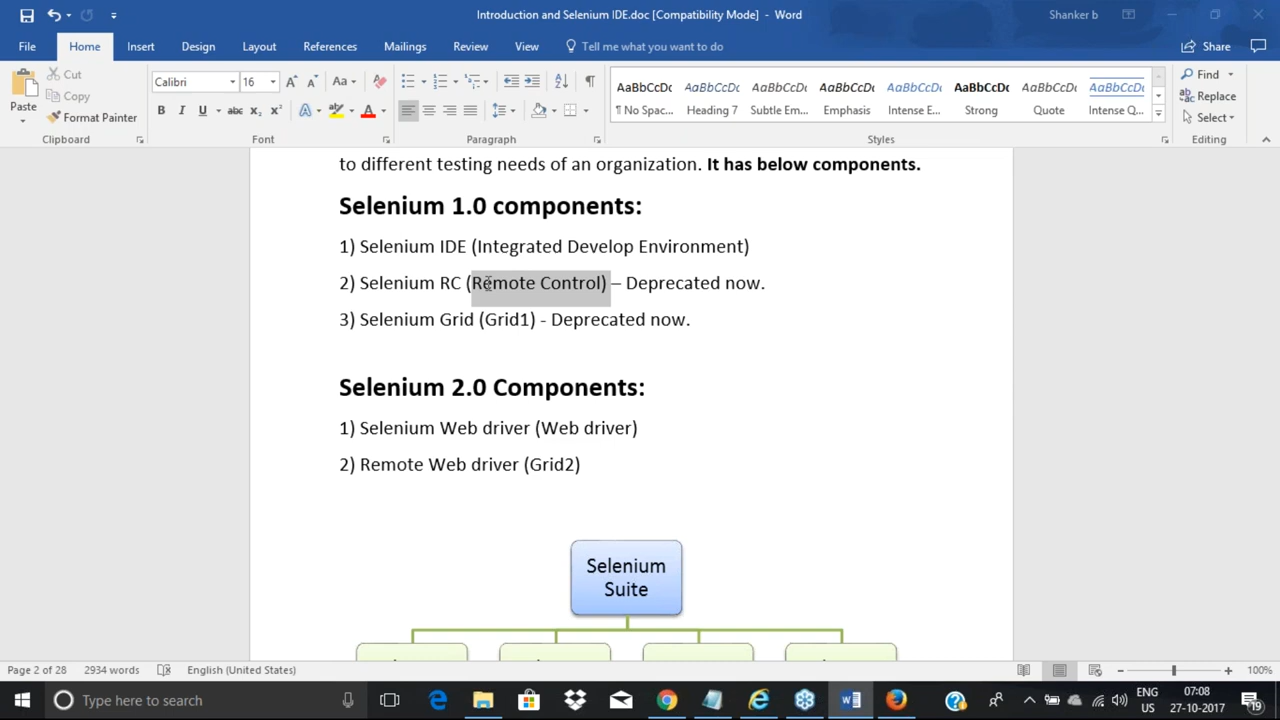 Introduction and Selenium IDE.doc [Compatibility Mode] - Word
Shanker b
File Home Insert Design Layout References Mailings Review View Tell me what you want to do Share
Paste
Cut
Copy
Format Painter
Clipboard
Calibri 16
Font
Paragraph
AaBbCcDc AaBbCcDc AaBbCcDc AaBbCcDc AaBbCcDc AaBbCcDc AaBbCcDc AaBbCcDc
¶ No Spac... Heading 7 Subtle Em... Emphasis Intense E... Strong Quote Intense Q...
Styles
Find
Replace
Select
Editing
to different testing needs of an organization. It has below components.
Selenium 1.0 components:
1) Selenium IDE (Integrated Develop Environment)
2) Selenium RC (Remote Control) – Deprecated now.
3) Selenium Grid (Grid1) - Deprecated now.
Selenium 2.0 Components:
1) Selenium Web driver (Web driver)
2) Remote Web driver (Grid2)
Selenium
Suite
Page 2 of 28 2934 words English (United States) 100%
Type here to search
ENG
US
07:08
27-10-2017
19